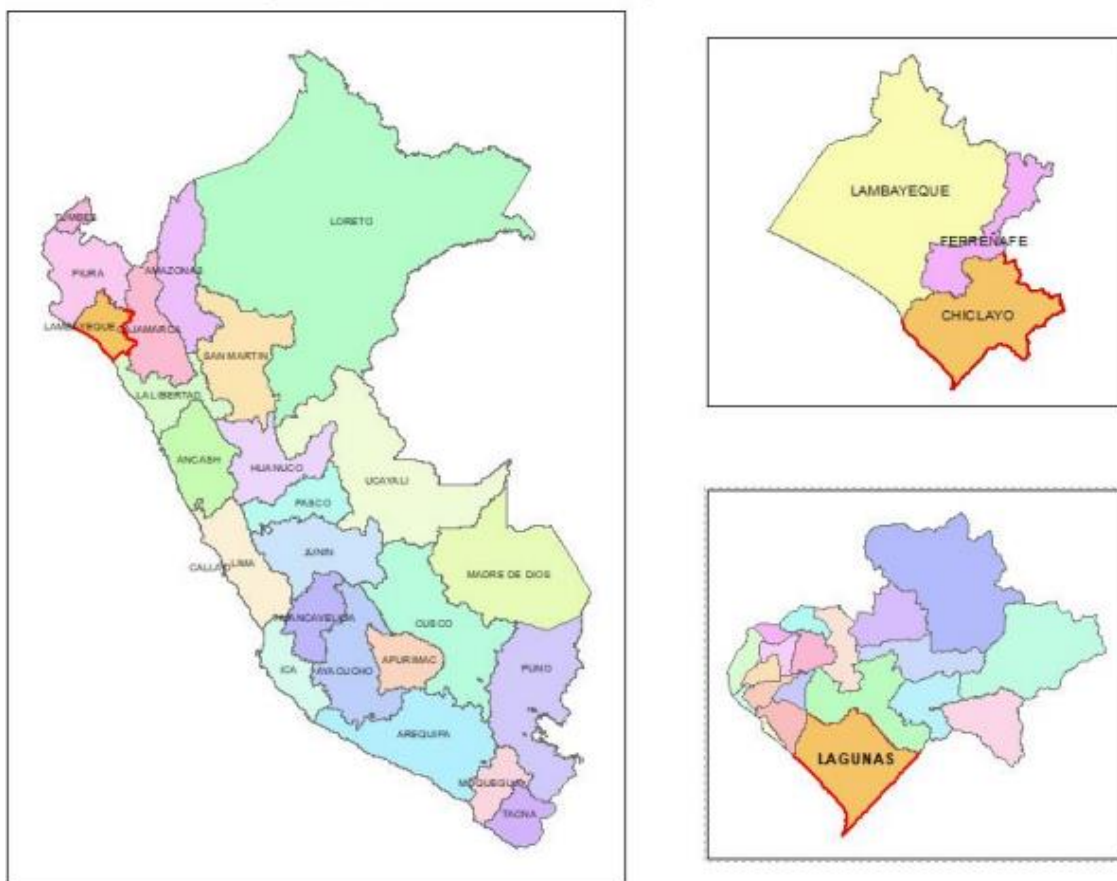 LORETO
TUMBES
PIURA
AMAZONAS
LAMBAYEQUE
CAJAMARCA
SAN MARTIN
LA LIBERTAD
ANCASH
HUANUCO
UCAYALI
PASCO
JUNIN
CALLAO
LIMA
MADRE DE DIOS
HUANCAVELICA
CUSCO
ICA
AYACUCHO
APURIMAC
PUNO
AREQUIPA
MOQUEGUA
TACNA
LAMBAYEQUE
FERREÑAFE
CHICLAYO
LAGUNAS